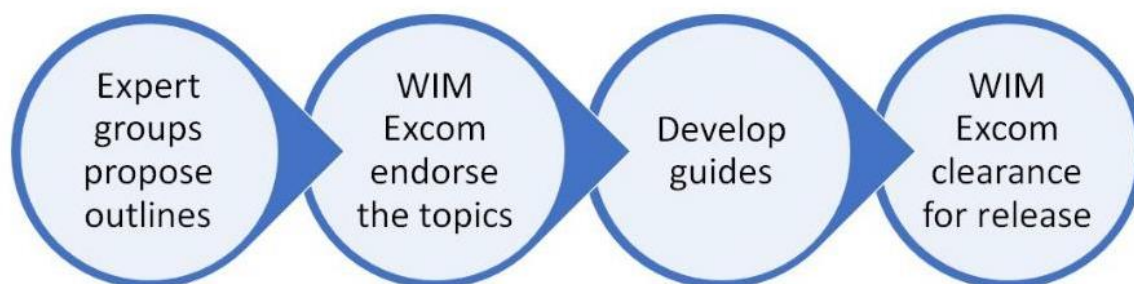 Expert
groups
propose
outlines
WIM
Excom
endorse
the topics
Develop
guides
WIM
Excom
clearance
for release